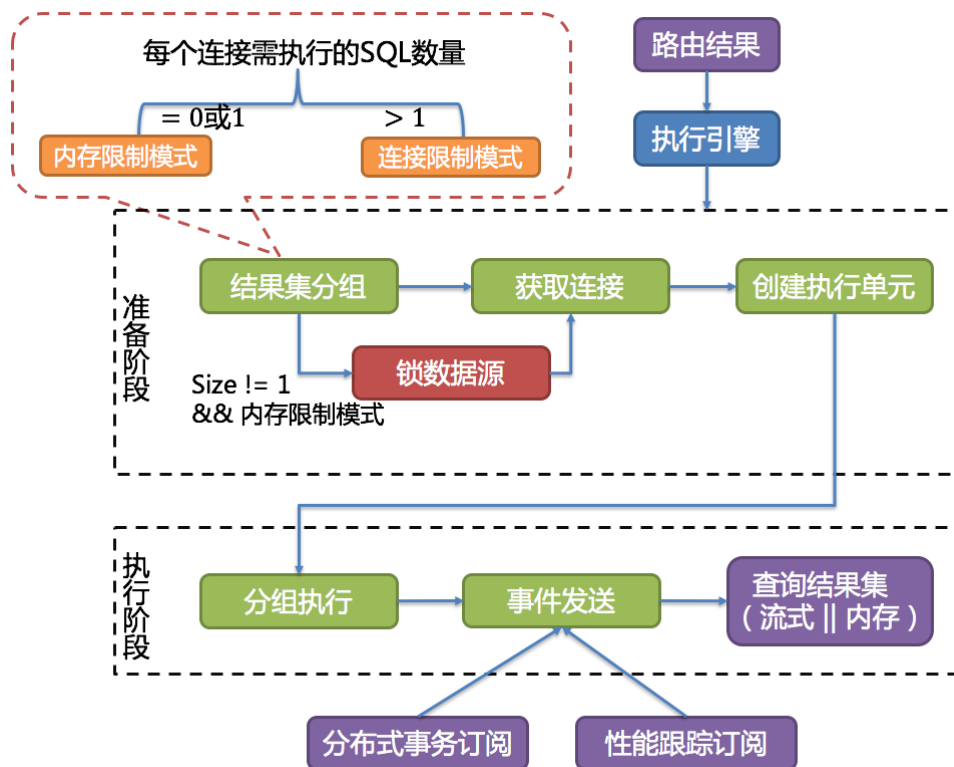 每个连接需执行的SQL数量
= 0或1
> 1
内存限制模式
连接限制模式
路由结果
执行引擎
准备阶段
结果集分组
获取连接
创建执行单元
锁数据源
Size != 1
&& 内存限制模式
执行阶段
分组执行
事件发送
查询结果集
（流式 || 内存）
分布式事务订阅
性能跟踪订阅